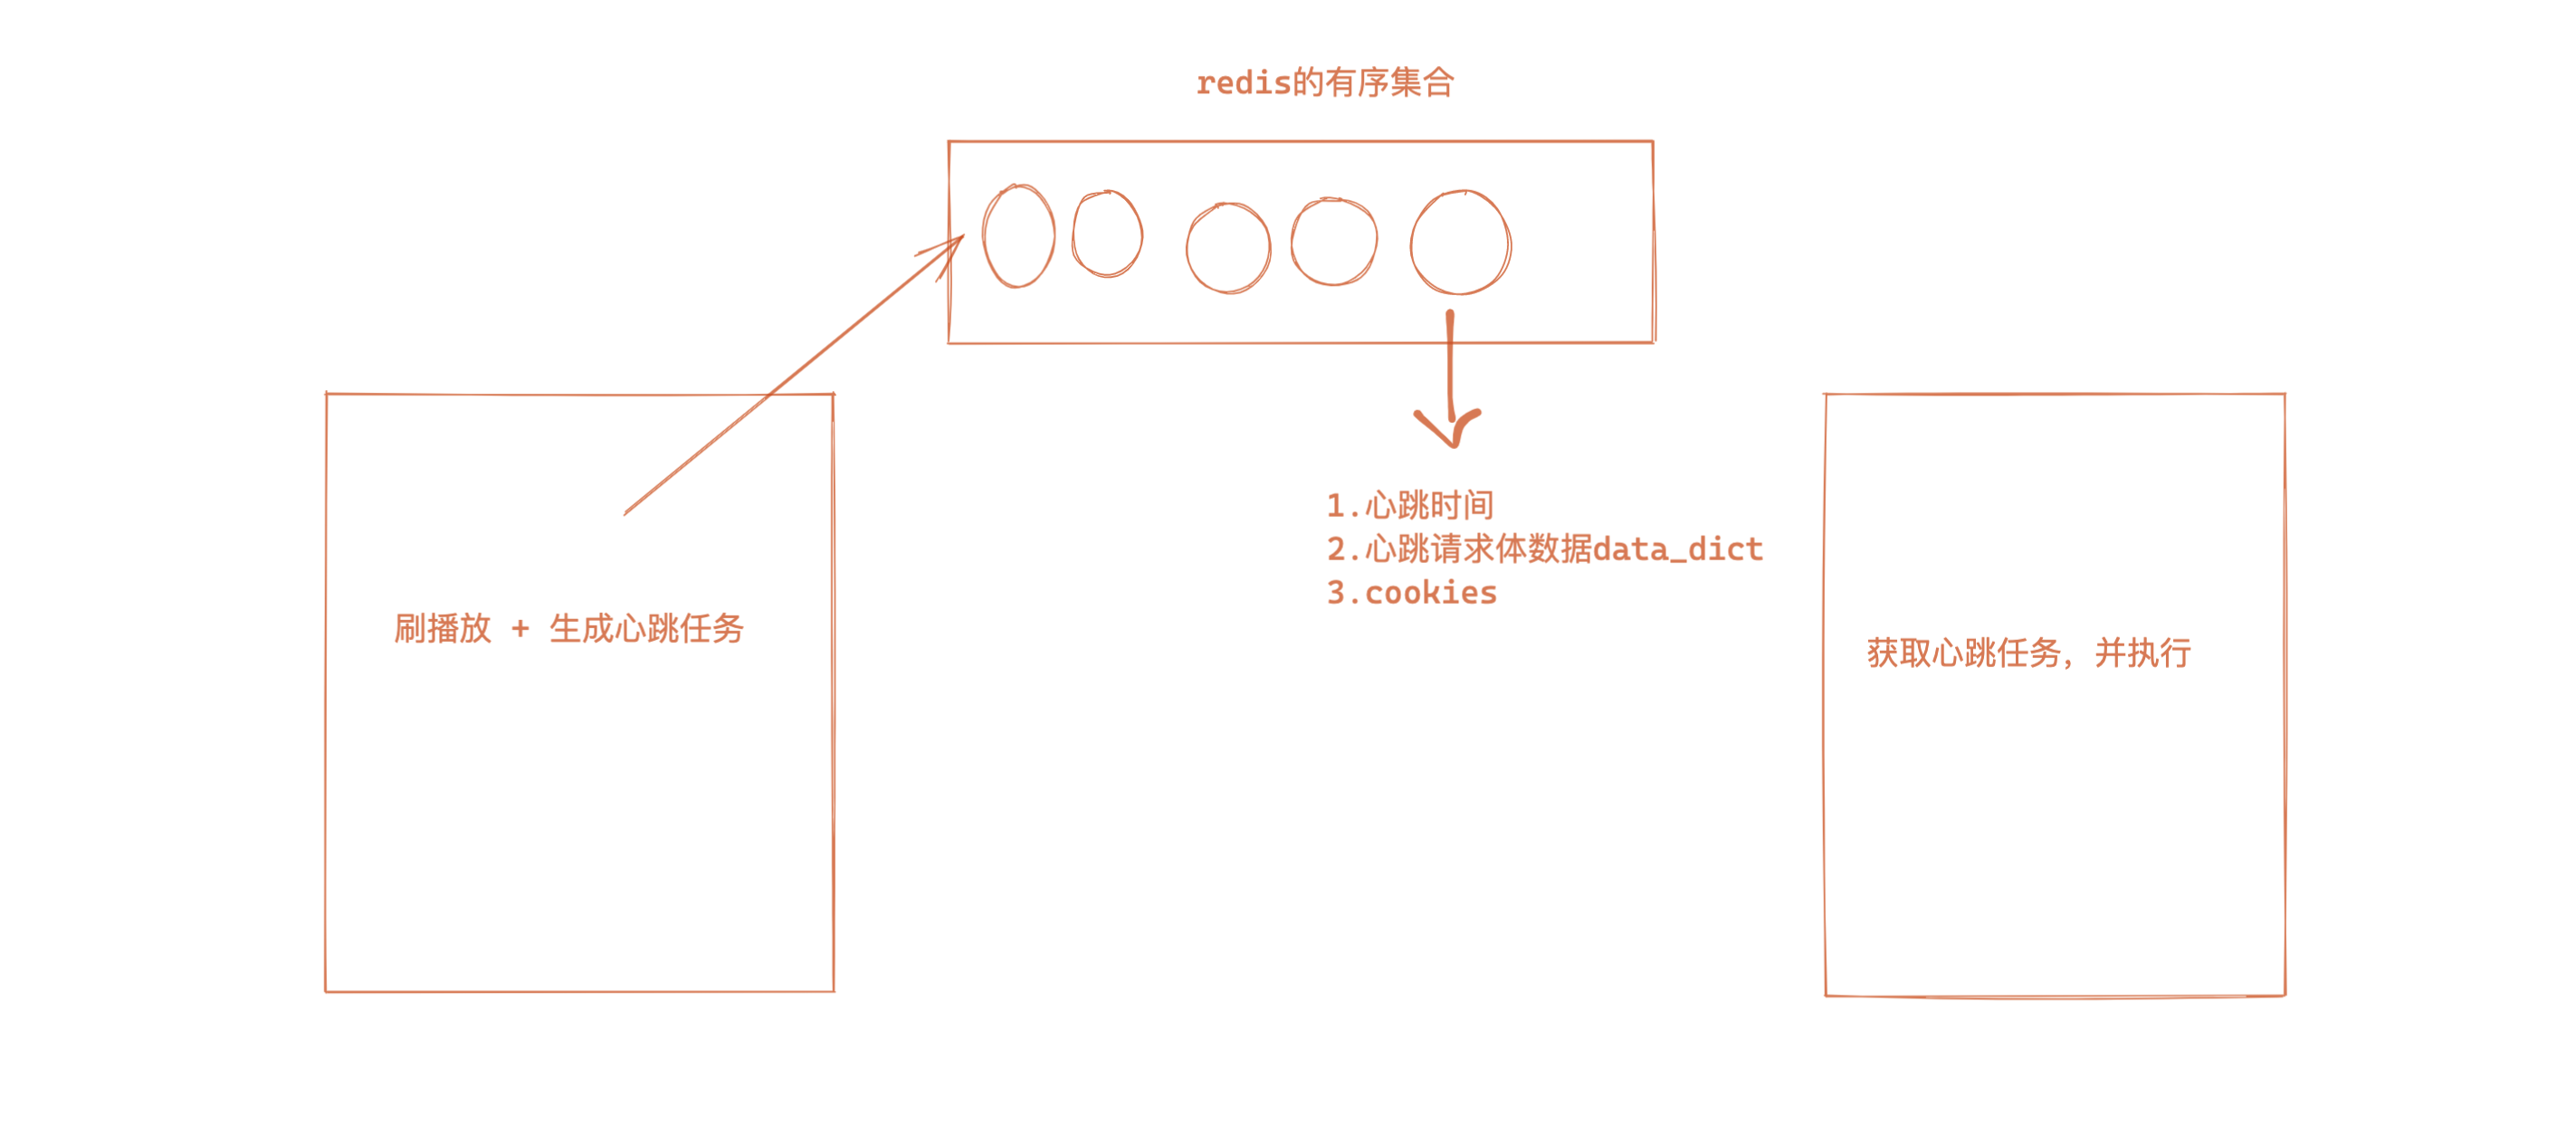 redis的有序集合
1.心跳时间
2.心跳请求体数据data_dict
3.cookies
刷播放 + 生成心跳任务
获取心跳任务，并执行